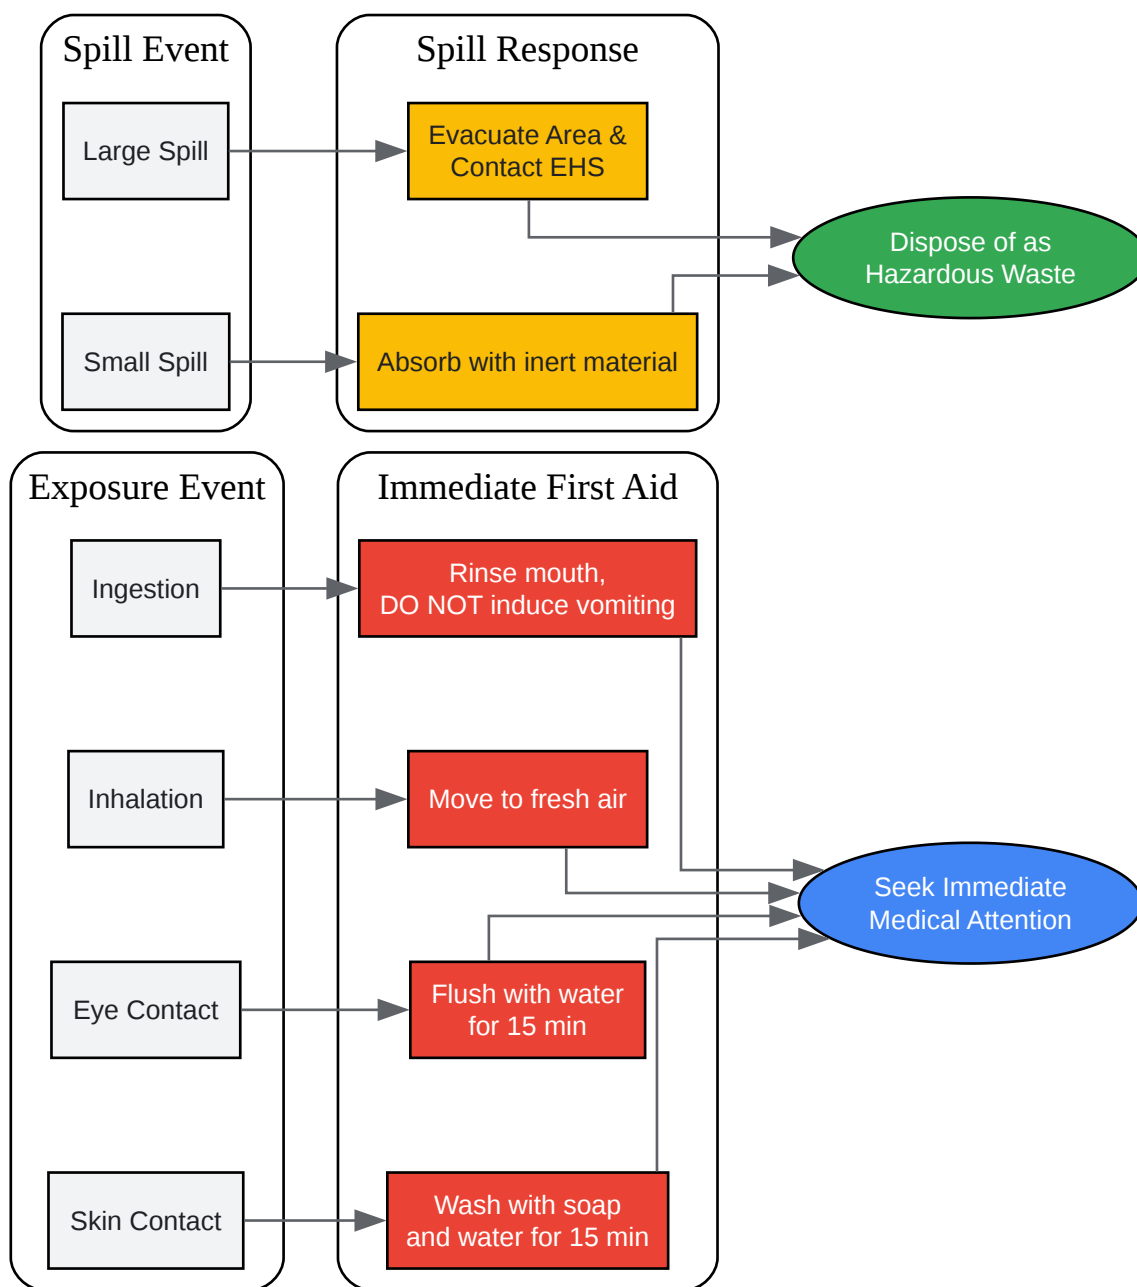 Spill Event
Spill Response
Large Spill
Evacuate Area &
Contact EHS
Dispose of as
Hazardous Waste
Small Spill
Absorb with inert material
Exposure Event
Immediate First Aid
Ingestion
Rinse mouth,
DO NOT induce vomiting
Inhalation
Move to fresh air
Seek Immediate
Medical Attention
Eye Contact
Flush with water
for 15 min
Skin Contact
Wash with soap
and water for 15 min